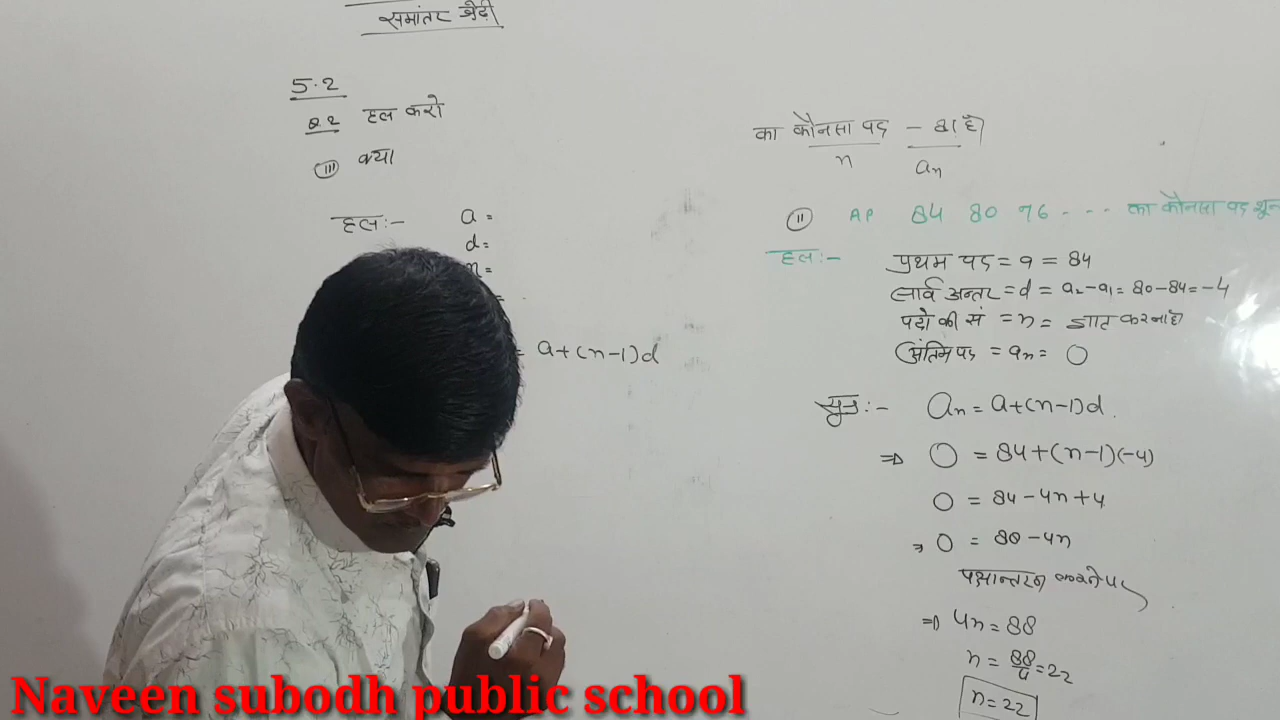 समांतर श्रेढ़ी
5.2
Q.2 हल करो
(III) क्या
हलः-
a =
d =
n =
= a+(n-1)d
का कौनसा पद - 81 है
n
an
(II) AP 84 80 76 . . . का कौनसा पद शून
हलः-
प्रथम पद = a = 84
सार्व अन्तर = d = a2-a1 = 80-84 = -4
पदो की सं = n = ज्ञात करना है
अंतिम पद = an = 0
सूत्रः- an = a+(n-1)d.
⇒ 0 = 84+(n-1)(-4)
0 = 84-4n+4
⇒ 0 = 88-4n
पक्षान्तरन करने पर
⇒ 4n = 88
n = 88/4 = 22
n = 22
Naveen subodh public school